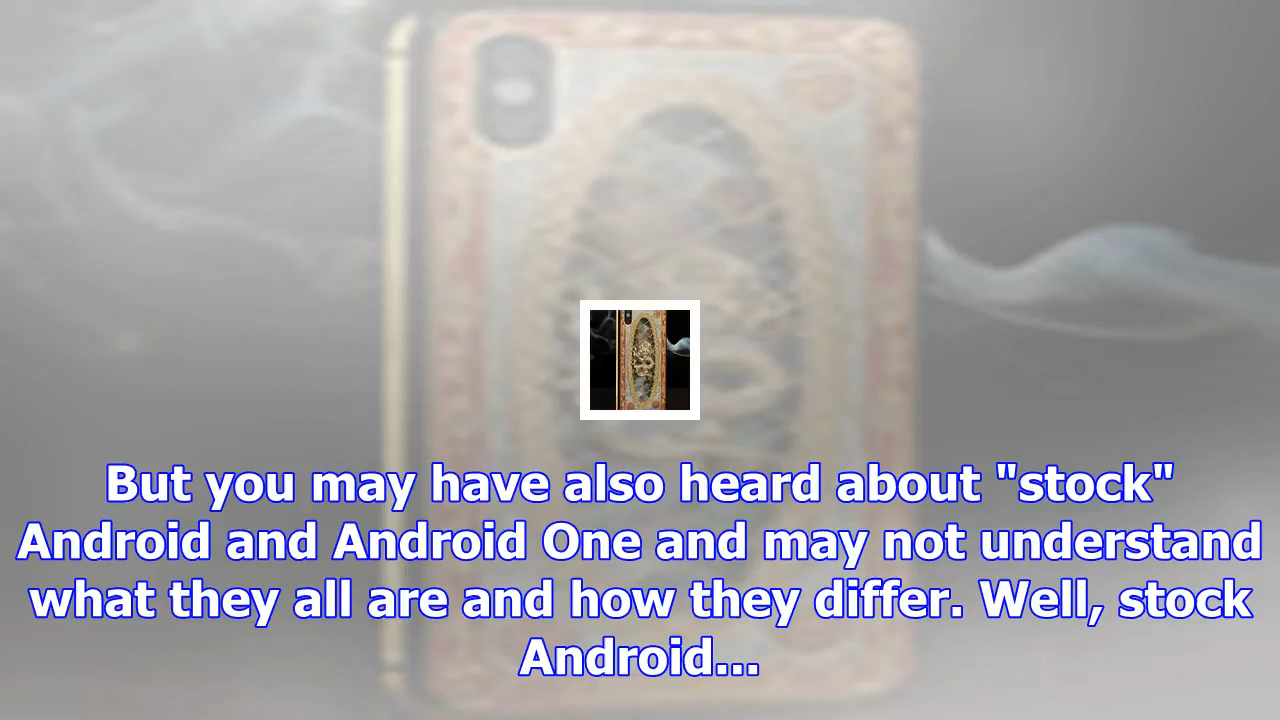 But you may have also heard about "stock"
Android and Android One and may not understand
what they all are and how they differ. Well, stock
Android...